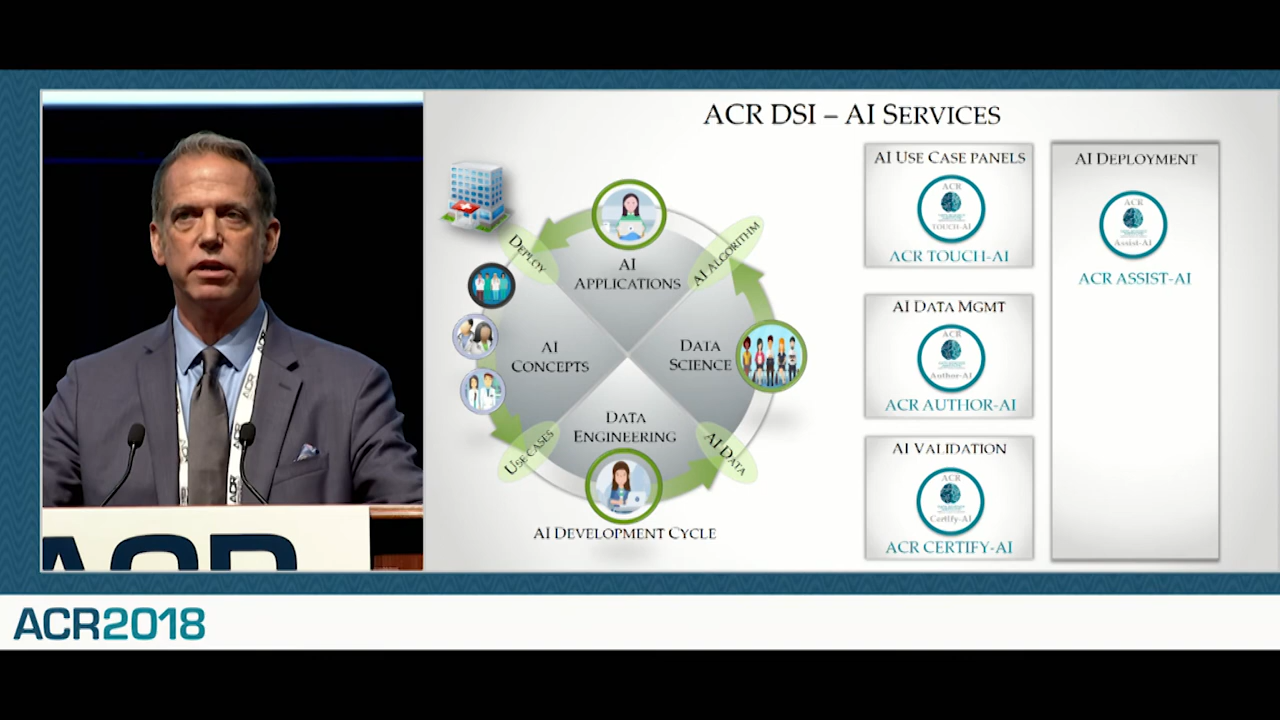 ACR DSI – AI SERVICES
DEPLOY
AI
APPLICATIONS
AI ALGORITHM
AI
CONCEPTS
DATA
SCIENCE
DATA
ENGINEERING
USE CASES
AI DATA
AI DEVELOPMENT CYCLE
AI USE CASE PANELS
ACR
TOUCH-AI
ACR TOUCH-AI
AI DATA MGMT
ACR
Author-AI
ACR AUTHOR-AI
AI VALIDATION
ACR
Certify-AI
ACR CERTIFY-AI
AI DEPLOYMENT
ACR
Assist-AI
ACR ASSIST-AI
ACR
ACR
ACR
ACR2018